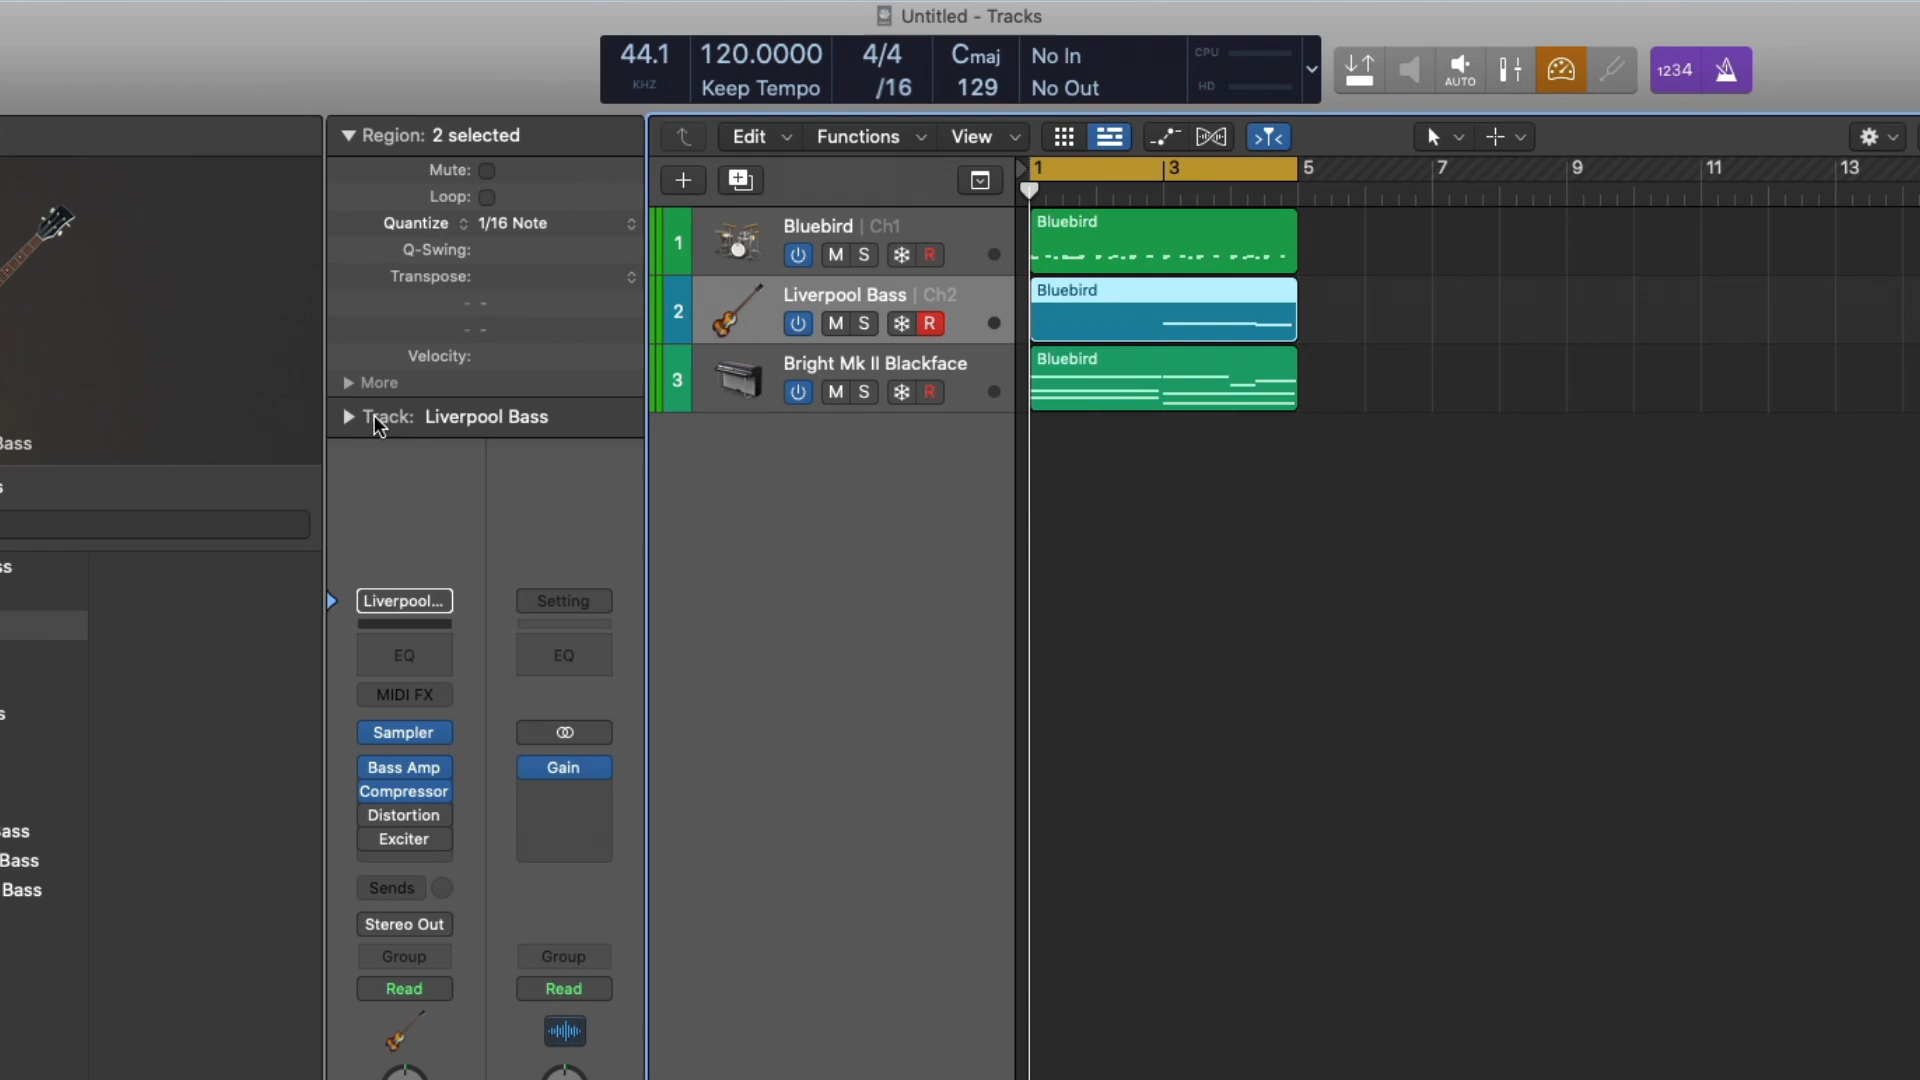 Untitled - Tracks
44.1
KHZ
120.0000
Keep Tempo
4/4
/16
Cmaj
129
No In
No Out
CPU
HD
AUTO
1234
Region: 2 selected
Mute:
Loop:
Quantize 1/16 Note
Q-Swing:
Transpose:
- -
- -
Velocity:
More
Track: Liverpool Bass
Edit
Functions
View
1
3
5
7
9
11
13
1
Bluebird | Ch1
M S R
Bluebird
2
Liverpool Bass | Ch2
M S R
Bluebird
3
Bright Mk II Blackface
M S R
Bluebird
Bass
s
ss
s
ass
Bass
Bass
Liverpool...
EQ
MIDI FX
Sampler
Bass Amp
Compressor
Distortion
Exciter
Sends
Stereo Out
Group
Read
Setting
EQ
Gain
Group
Read